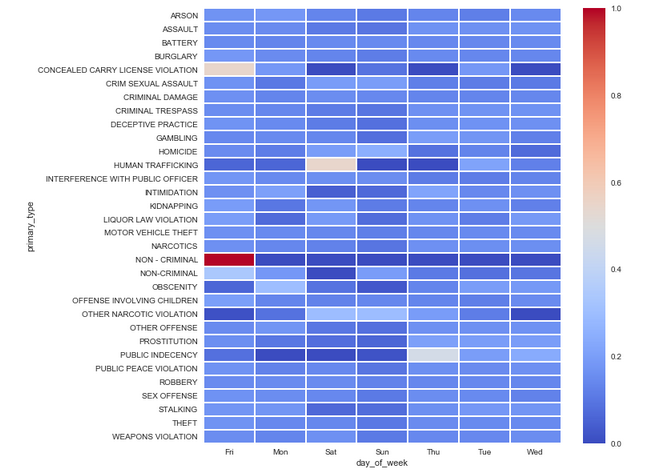 primary_type
ARSON
ASSAULT
BATTERY
BURGLARY
CONCEALED CARRY LICENSE VIOLATION
CRIM SEXUAL ASSAULT
CRIMINAL DAMAGE
CRIMINAL TRESPASS
DECEPTIVE PRACTICE
GAMBLING
HOMICIDE
HUMAN TRAFFICKING
INTERFERENCE WITH PUBLIC OFFICER
INTIMIDATION
KIDNAPPING
LIQUOR LAW VIOLATION
MOTOR VEHICLE THEFT
NARCOTICS
NON - CRIMINAL
NON-CRIMINAL
OBSCENITY
OFFENSE INVOLVING CHILDREN
OTHER NARCOTIC VIOLATION
OTHER OFFENSE
PROSTITUTION
PUBLIC INDECENCY
PUBLIC PEACE VIOLATION
ROBBERY
SEX OFFENSE
STALKING
THEFT
WEAPONS VIOLATION
Fri Mon Sat Sun Thu Tue Wed
day_of_week
1.0
0.8
0.6
0.4
0.2
0.0